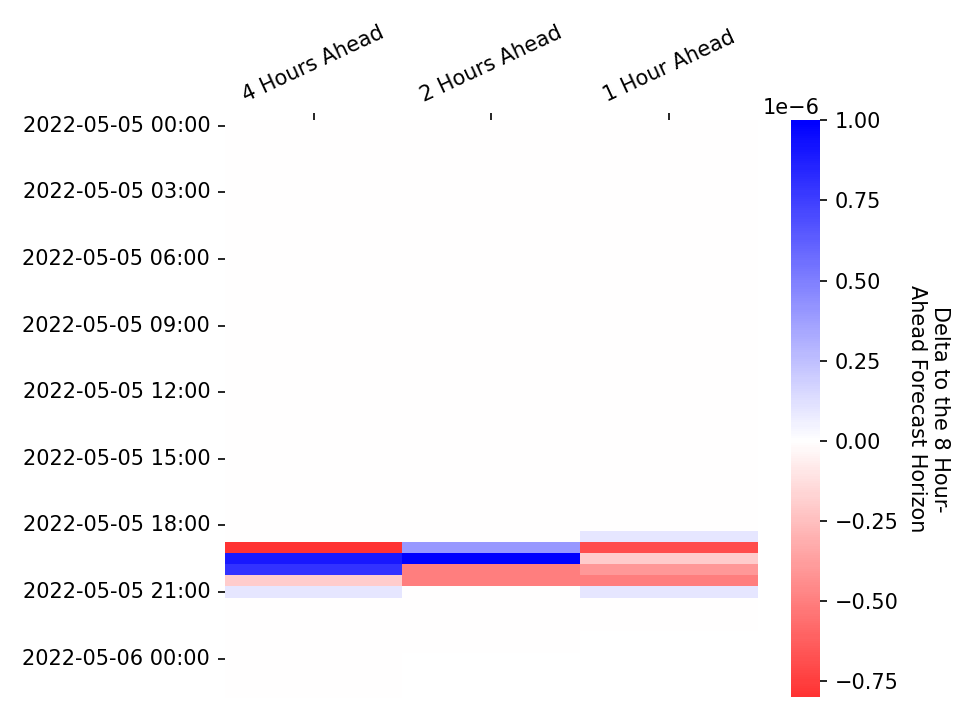 4 Hours Ahead
2 Hours Ahead
1 Hour Ahead
2022-05-05 00:00
2022-05-05 03:00
2022-05-05 06:00
2022-05-05 09:00
2022-05-05 12:00
2022-05-05 15:00
2022-05-05 18:00
2022-05-05 21:00
2022-05-06 00:00
1e−6
1.00
0.75
0.50
0.25
0.00
−0.25
−0.50
−0.75
Delta to the 8 Hour-
Ahead Forecast Horizon